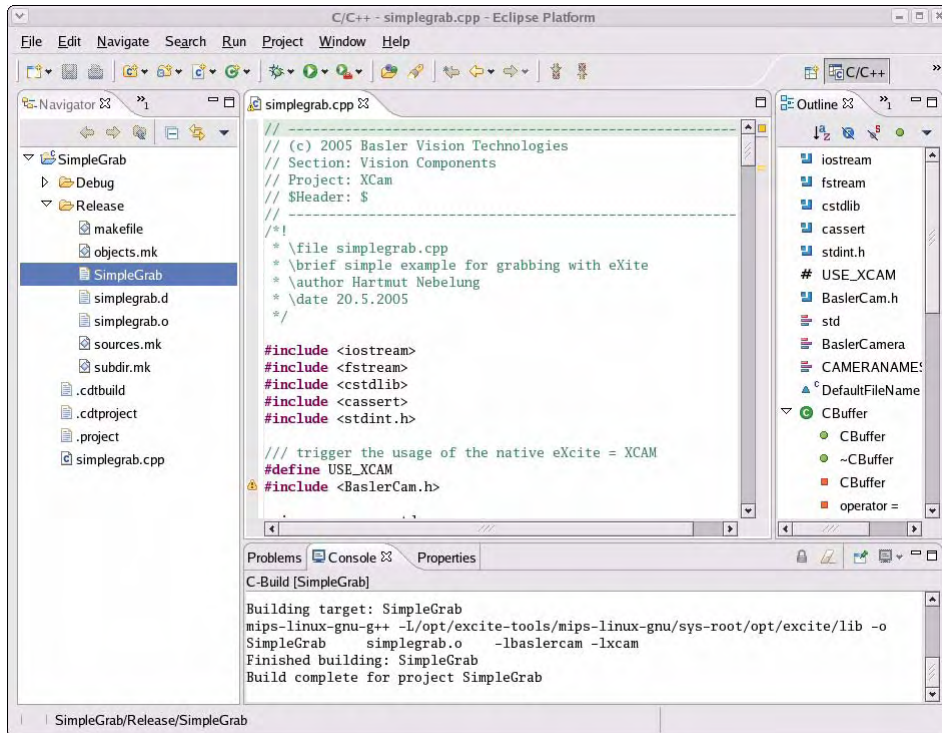 C/C++ - simplegrab.cpp - Eclipse Platform
File Edit Navigate Search Run Project Window Help
C/C++
Navigator
SimpleGrab
Debug
Release
makefile
objects.mk
SimpleGrab
simplegrab.d
simplegrab.o
sources.mk
subdir.mk
.cdtbuild
.cdtproject
.project
simplegrab.cpp
simplegrab.cpp
// ---------------------------------------------------------
// (c) 2005 Basler Vision Technologies
// Section: Vision Components
// Project: XCam
// $Header: $
// ---------------------------------------------------------
/*!
* \file simplegrab.cpp
* \brief simple example for grabbing with eXite
* \author Hartmut Nebelung
* \date 20.5.2005
*/
#include <iostream>
#include <fstream>
#include <cstdlib>
#include <cassert>
#include <stdint.h>
/// trigger the usage of the native eXcite = XCAM
#define USE_XCAM
#include <BaslerCam.h>
Outline
iostream
fstream
cstdlib
cassert
stdint.h
# USE_XCAM
BaslerCam.h
std
BaslerCamera
CAMERANAMES
DefaultFileName
CBuffer
CBuffer
~CBuffer
CBuffer
operator =
Problems Console Properties
C-Build [SimpleGrab]
Building target: SimpleGrab
mips-linux-gnu-g++ -L/opt/excite-tools/mips-linux-gnu/sys-root/opt/excite/lib -o
SimpleGrab simplegrab.o -lbaslercam -lxcam
Finished building: SimpleGrab
Build complete for project SimpleGrab
SimpleGrab/Release/SimpleGrab